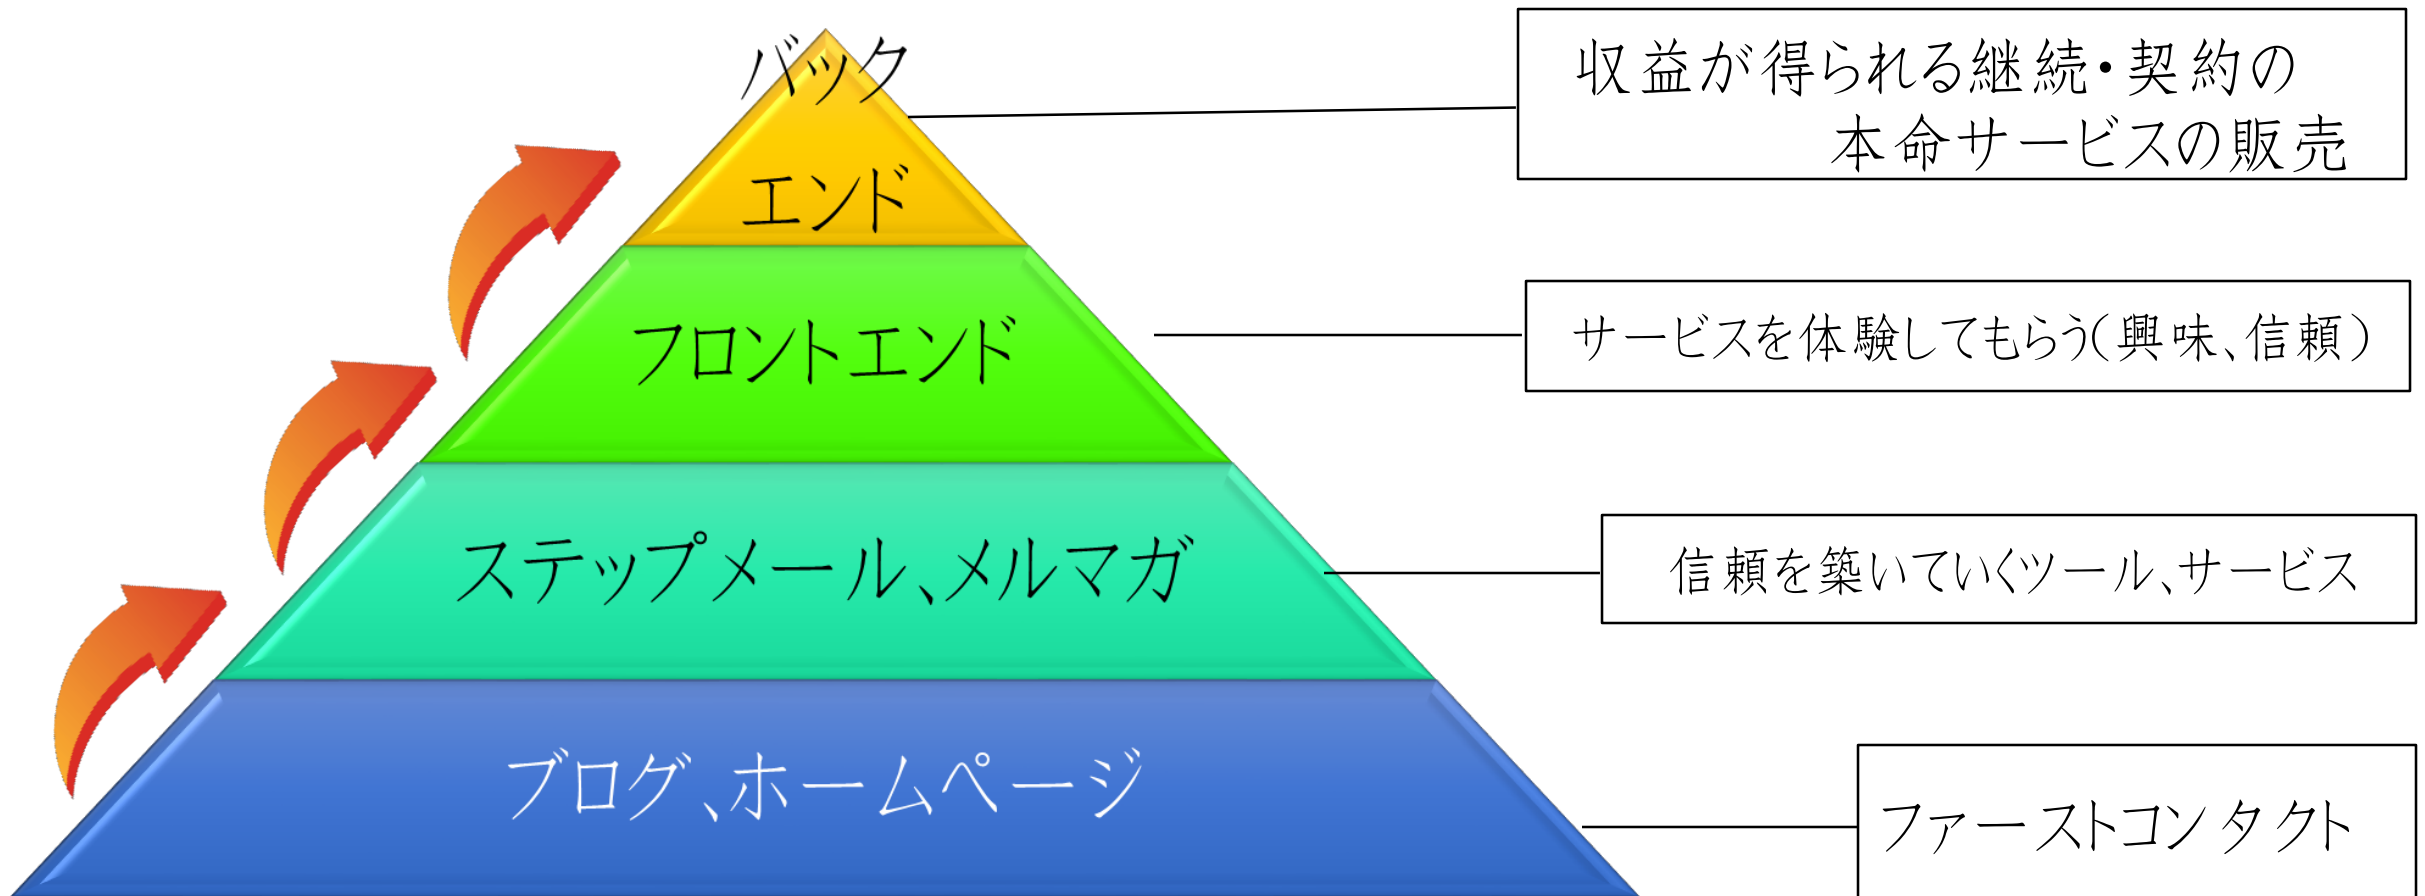 バック
エンド
収益が得られる継続・契約の
本命サービスの販売
フロントエンド
サービスを体験してもらう(興味、信頼)
ステップメール、メルマガ
信頼を築いていくツール、サービス
ブログ、ホームページ
ファーストコンタクト